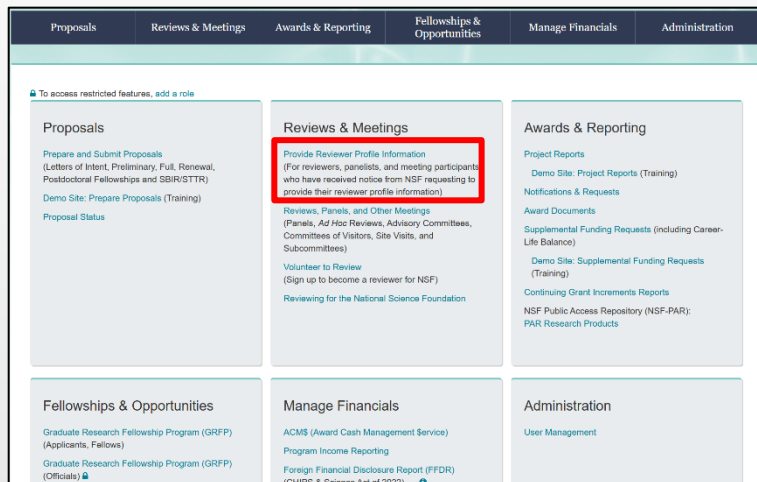 Proposals
Reviews & Meetings
Awards & Reporting
Fellowships &
Opportunities
Manage Financials
Administration
To access restricted features, add a role
Proposals
Prepare and Submit Proposals
(Letters of Intent, Preliminary, Full, Renewal,
Postdoctoral Fellowships and SBIR/STTR)
Demo Site: Prepare Proposals (Training)
Proposal Status
Reviews & Meetings
Provide Reviewer Profile Information
(For reviewers, panelists, and meeting participants
who have received notice from NSF requesting to
provide their reviewer profile information)
Reviews, Panels, and Other Meetings
(Panels, Ad Hoc Reviews, Advisory Committees,
Committees of Visitors, Site Visits, and
Subcommittees)
Volunteer to Review
(Sign up to become a reviewer for NSF)
Reviewing for the National Science Foundation
Awards & Reporting
Project Reports
Demo Site: Project Reports (Training)
Notifications & Requests
Award Documents
Supplemental Funding Requests (including Career-
Life Balance)
Demo Site: Supplemental Funding Requests
(Training)
Continuing Grant Increments Reports
NSF Public Access Repository (NSF-PAR):
PAR Research Products
Fellowships & Opportunities
Graduate Research Fellowship Program (GRFP)
(Applicants, Fellows)
Graduate Research Fellowship Program (GRFP)
(Officials)
Manage Financials
ACM$ (Award Cash Management $ervice)
Program Income Reporting
Foreign Financial Disclosure Report (FFDR)
(CHIPS & Science Act of 2022)
Administration
User Management